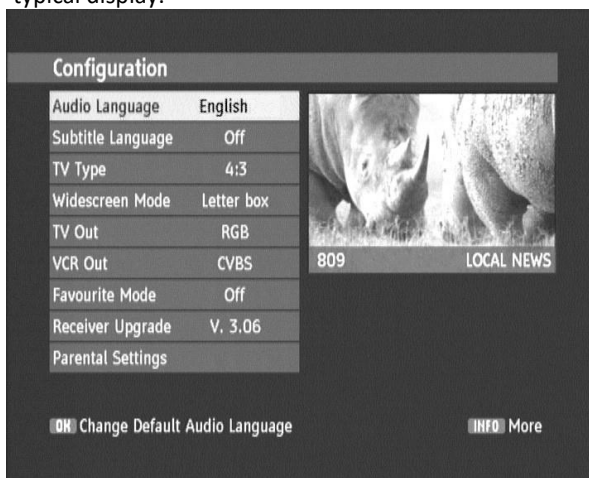 typical display:
Configuration
Audio Language English
Subtitle Language Off
TV Type 4:3
Widescreen Mode Letter box
TV Out RGB
VCR Out CVBS
Favourite Mode Off
Receiver Upgrade V. 3.06
Parental Settings
809 LOCAL NEWS
OK Change Default Audio Language INFO More